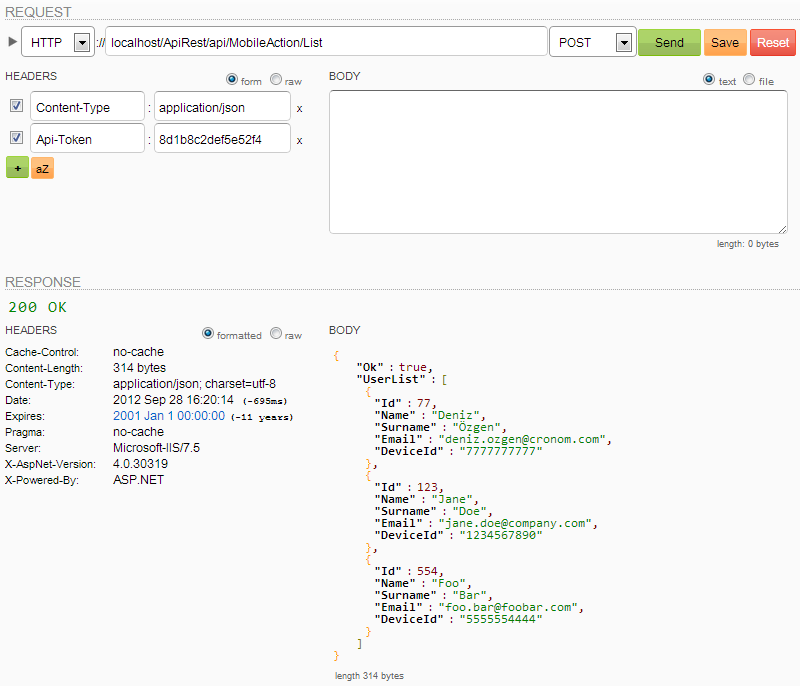 REQUEST
HTTP :// localhost/ApiRest/api/MobileAction/List POST Send Save Reset
HEADERS form raw
Content-Type : application/json x
Api-Token : 8d1b8c2def5e52f4 x
+ aZ
BODY text file
length: 0 bytes
RESPONSE
200 OK
HEADERS formatted raw
Cache-Control: no-cache
Content-Length: 314 bytes
Content-Type: application/json; charset=utf-8
Date: 2012 Sep 28 16:20:14 (-695ms)
Expires: 2001 Jan 1 00:00:00 (-11 years)
Pragma: no-cache
Server: Microsoft-IIS/7.5
X-AspNet-Version: 4.0.30319
X-Powered-By: ASP.NET
BODY
{
"Ok" : true,
"UserList" : [
{
"Id" : 77,
"Name" : "Deniz",
"Surname" : "Özgen",
"Email" : "deniz.ozgen@cronom.com",
"DeviceId" : "7777777777"
},
{
"Id" : 123,
"Name" : "Jane",
"Surname" : "Doe",
"Email" : "jane.doe@company.com",
"DeviceId" : "1234567890"
},
{
"Id" : 554,
"Name" : "Foo",
"Surname" : "Bar",
"Email" : "foo.bar@foobar.com",
"DeviceId" : "5555554444"
}
]
}
length 314 bytes